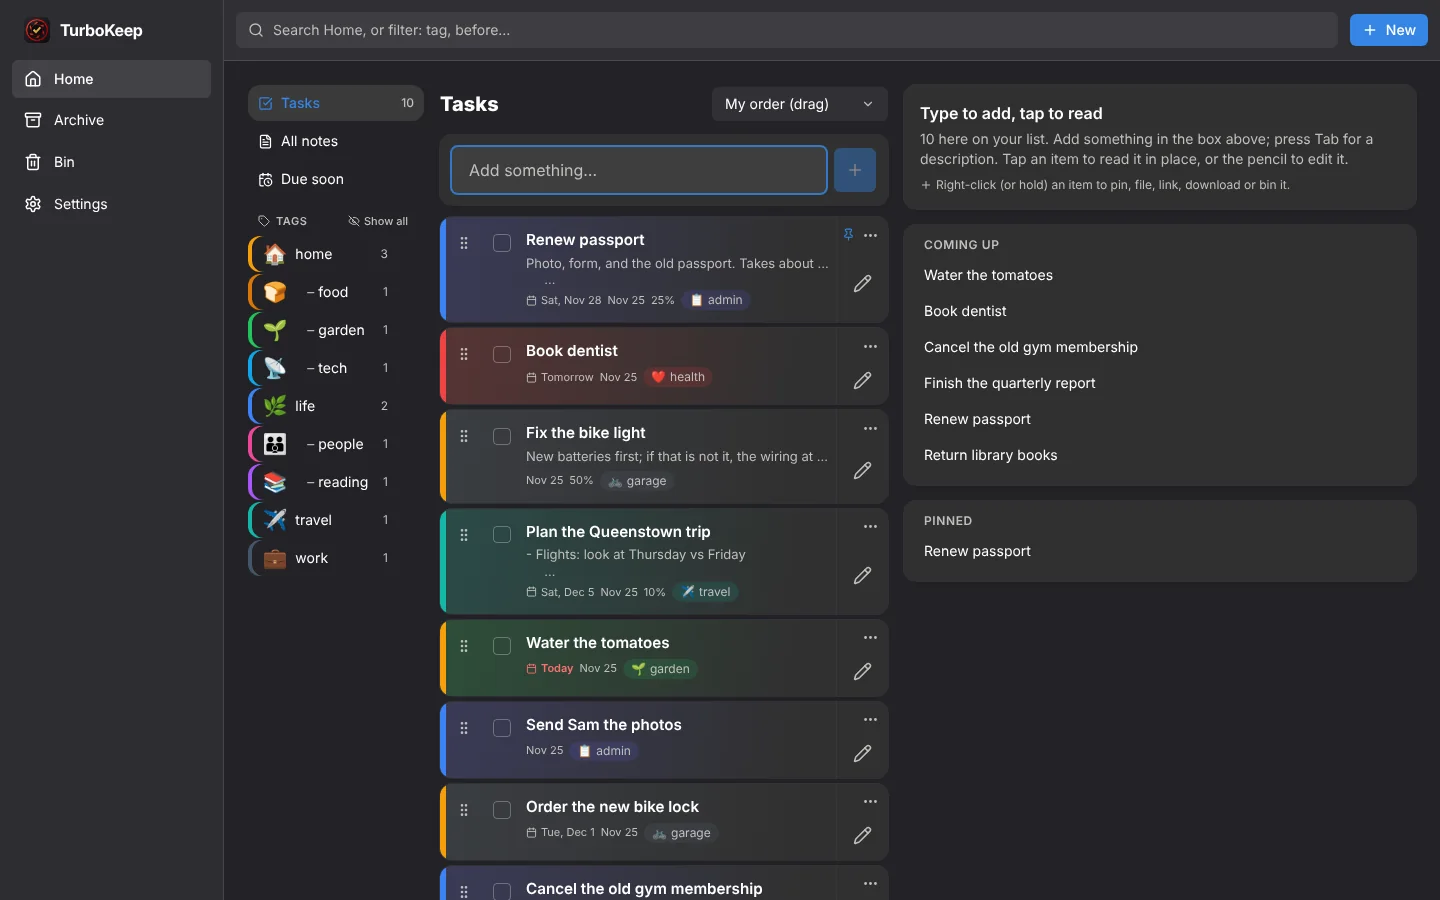 TurboKeep
Search Home, or filter: tag, before...
New
Home
Archive
Bin
Settings
Tasks 10
All notes
Due soon
TAGS Show all
home 3
– food 1
– garden 1
– tech 1
life 2
– people 1
– reading 1
travel 1
work 1
Tasks
My order (drag)
Add something...
Renew passport
Photo, form, and the old passport. Takes about ...
...
Sat, Nov 28 Nov 25 25% admin
Book dentist
Tomorrow Nov 25 health
Fix the bike light
New batteries first; if that is not it, the wiring at ...
Nov 25 50% garage
Plan the Queenstown trip
- Flights: look at Thursday vs Friday
...
Sat, Dec 5 Nov 25 10% travel
Water the tomatoes
Today Nov 25 garden
Send Sam the photos
Nov 25 admin
Order the new bike lock
Tue, Dec 1 Nov 25 garage
Cancel the old gym membership
Type to add, tap to read
10 here on your list. Add something in the box above; press Tab for a
description. Tap an item to read it in place, or the pencil to edit it.
+ Right-click (or hold) an item to pin, file, link, download or bin it.
COMING UP
Water the tomatoes
Book dentist
Cancel the old gym membership
Finish the quarterly report
Renew passport
Return library books
PINNED
Renew passport